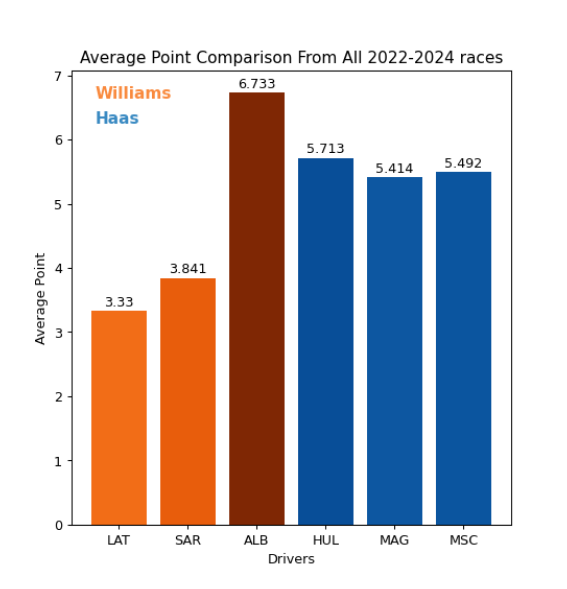 Average Point Comparison From All 2022-2024 races
Williams
Haas
6.733
5.713
5.414
5.492
3.841
3.33
7
6
5
4
3
2
1
0
Average Point
LAT SAR ALB HUL MAG MSC
Drivers